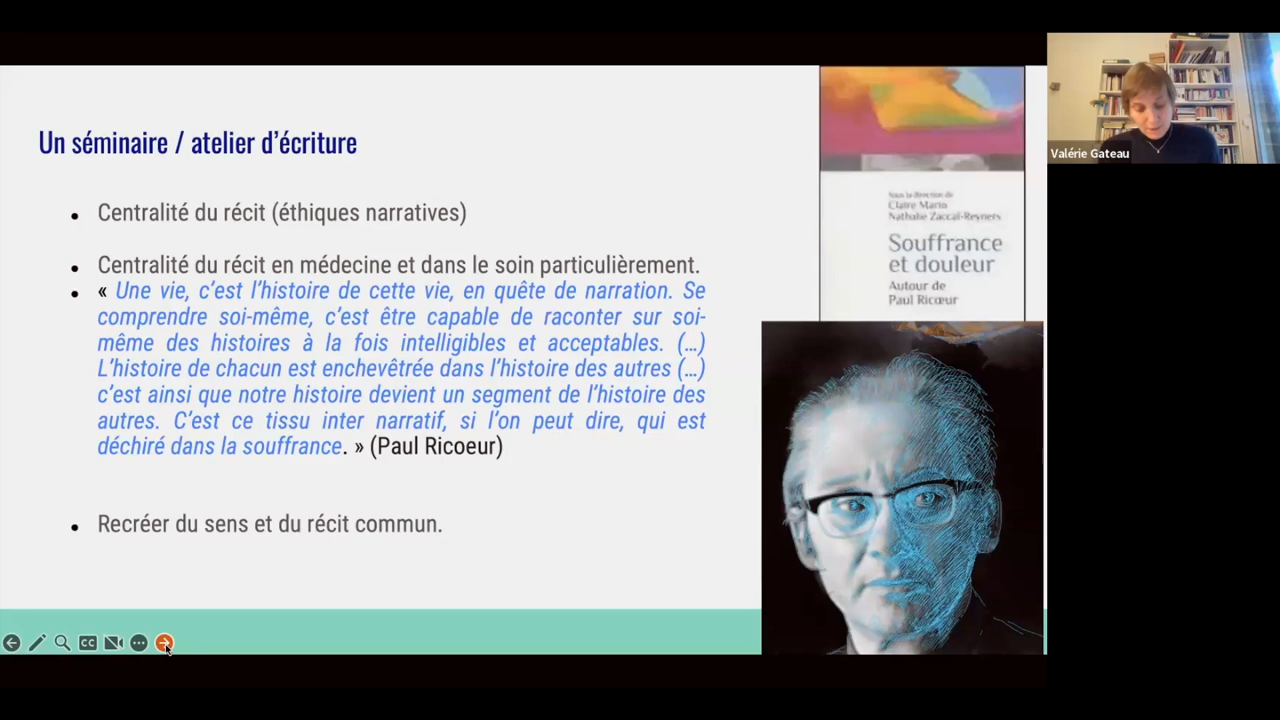 Un séminaire / atelier d'écriture
• Centralité du récit (éthiques narratives)
• Centralité du récit en médecine et dans le soin particulièrement.
• « Une vie, c'est l'histoire de cette vie, en quête de narration. Se
comprendre soi-même, c'est être capable de raconter sur soi-
même des histoires à la fois intelligibles et acceptables. (…)
L'histoire de chacun est enchevêtrée dans l'histoire des autres (…)
c'est ainsi que notre histoire devient un segment de l'histoire des
autres. C'est ce tissu inter narratif, si l'on peut dire, qui est
déchiré dans la souffrance. » (Paul Ricoeur)
• Recréer du sens et du récit commun.
Sous la direction de
Claire Marin
Nathalie Zaccaï-Reyners
Souffrance
et douleur
Autour de
Paul Ricœur
Valérie Gateau
CC